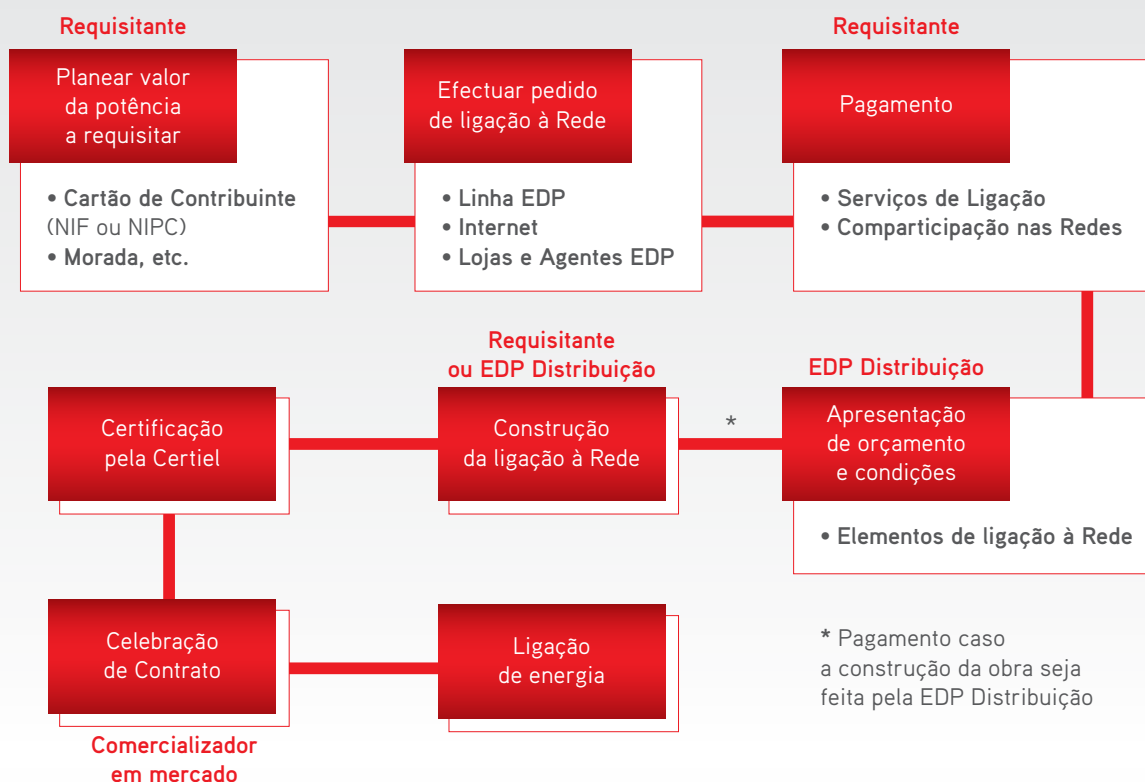 Requisitante
Planear valor
da potência
a requisitar
• Cartão de Contribuinte
(NIF ou NIPC)
• Morada, etc.
Efectuar pedido
de ligação à Rede
• Linha EDP
• Internet
• Lojas e Agentes EDP
Requisitante
Pagamento
• Serviços de Ligação
• Comparticipação nas Redes
EDP Distribuição
Apresentação
de orçamento
e condições
• Elementos de ligação à Rede
*
Requisitante
ou EDP Distribuição
Construção
da ligação à Rede
Certificação
pela Certiel
Celebração
de Contrato
Comercializador
em mercado
Ligação
de energia
* Pagamento caso
a construção da obra seja
feita pela EDP Distribuição